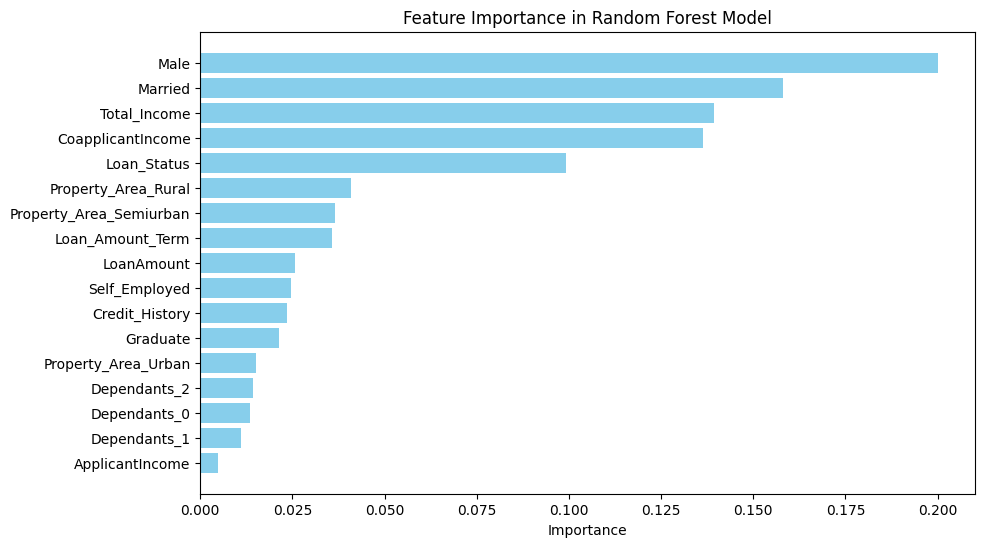 Feature Importance in Random Forest Model
Male
Married
Total_Income
CoapplicantIncome
Loan_Status
Property_Area_Rural
Property_Area_Semiurban
Loan_Amount_Term
LoanAmount
Self_Employed
Credit_History
Graduate
Property_Area_Urban
Dependants_2
Dependants_0
Dependants_1
ApplicantIncome
0.000 0.025 0.050 0.075 0.100 0.125 0.150 0.175 0.200
Importance